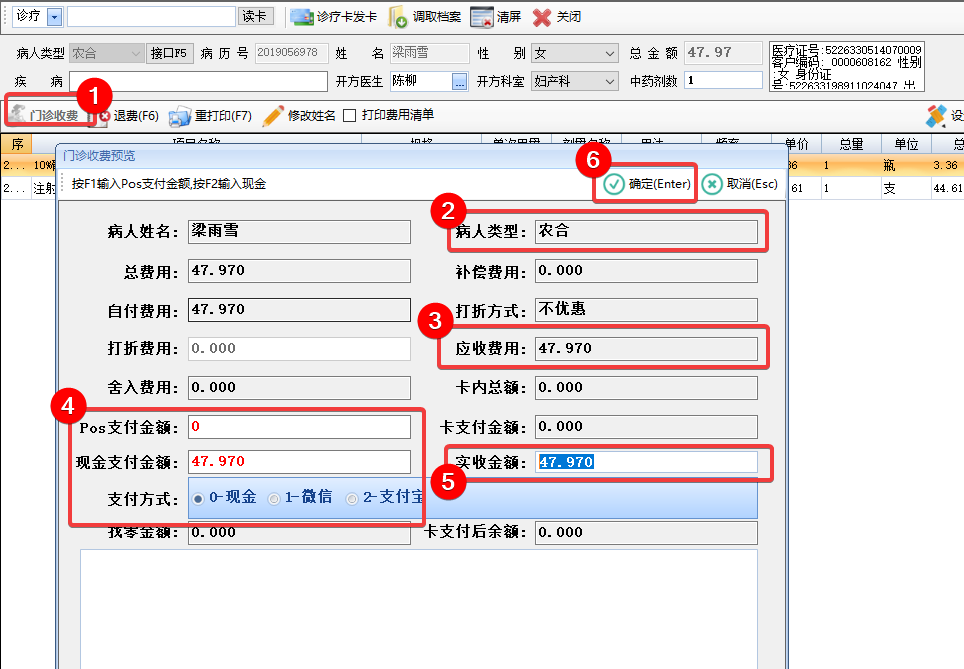 诊疗 读卡 诊疗卡发卡 调取档案 清屏 关闭
病人类型 农合 接口F5 病 历 号 2019056978 姓 名 梁雨雪 性 别 女 总 金 额 47.97 医疗证号:5226330514070009
客户编码: 0000608162 性别
:女 身份证
号:522633198911024047 出
疾 病 开方医生 陈柳 ... 开方科室 妇产科 中药剂数 1
1
门诊收费 退费(F6) 重打印(F7) 修改姓名 打印费用清单 设
序 项目名称 规格 单次用量 剂量名称 用法 频率 单价 总量 单位 总
2... 10% 36 1 瓶 3.36
2... 注射 61 1 支 44.61
门诊收费预览
6
按F1输入Pos支付金额,按F2输入现金 确定(Enter) 取消(Esc)
2
病人姓名: 梁雨雪 病人类型: 农合
总费用: 47.970 补偿费用: 0.000
自付费用: 47.970 打折方式: 不优惠
3
打折费用: 0.000 应收费用: 47.970
舍入费用: 0.000 卡内总额: 0.000
4
Pos支付金额: 0 卡支付金额: 0.000
现金支付金额: 47.970 实收金额: 47.970
5
支付方式: 0-现金 1-微信 2-支付宝
找零金额: 0.000 卡支付后余额: 0.000